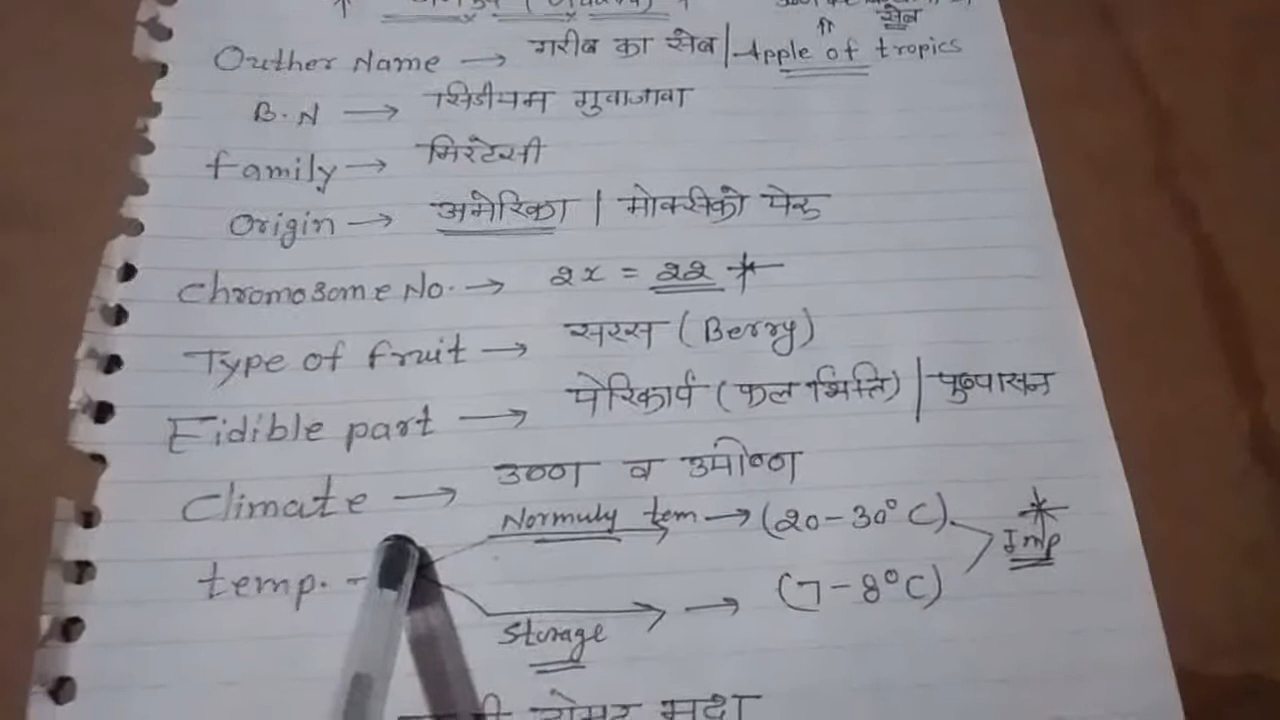 सेब
Outher Name → गरीब का सेब | Apple of tropics
B.N → सिडीयम गुवाजावा
family → मिरटेसी
Origin → अमेरिका | मोक्सीको पेरू
Chromosome No. → 2x = 22
Type of fruit → सरस (Berry)
Eidible part → पेरिकार्प (फल भित्ति) | पुष्पासन
Climate → उष्ण व उपोष्ण
Normuly tem → (20-30°C)
Imp
temp. -
→ (7-8°C)
Storage